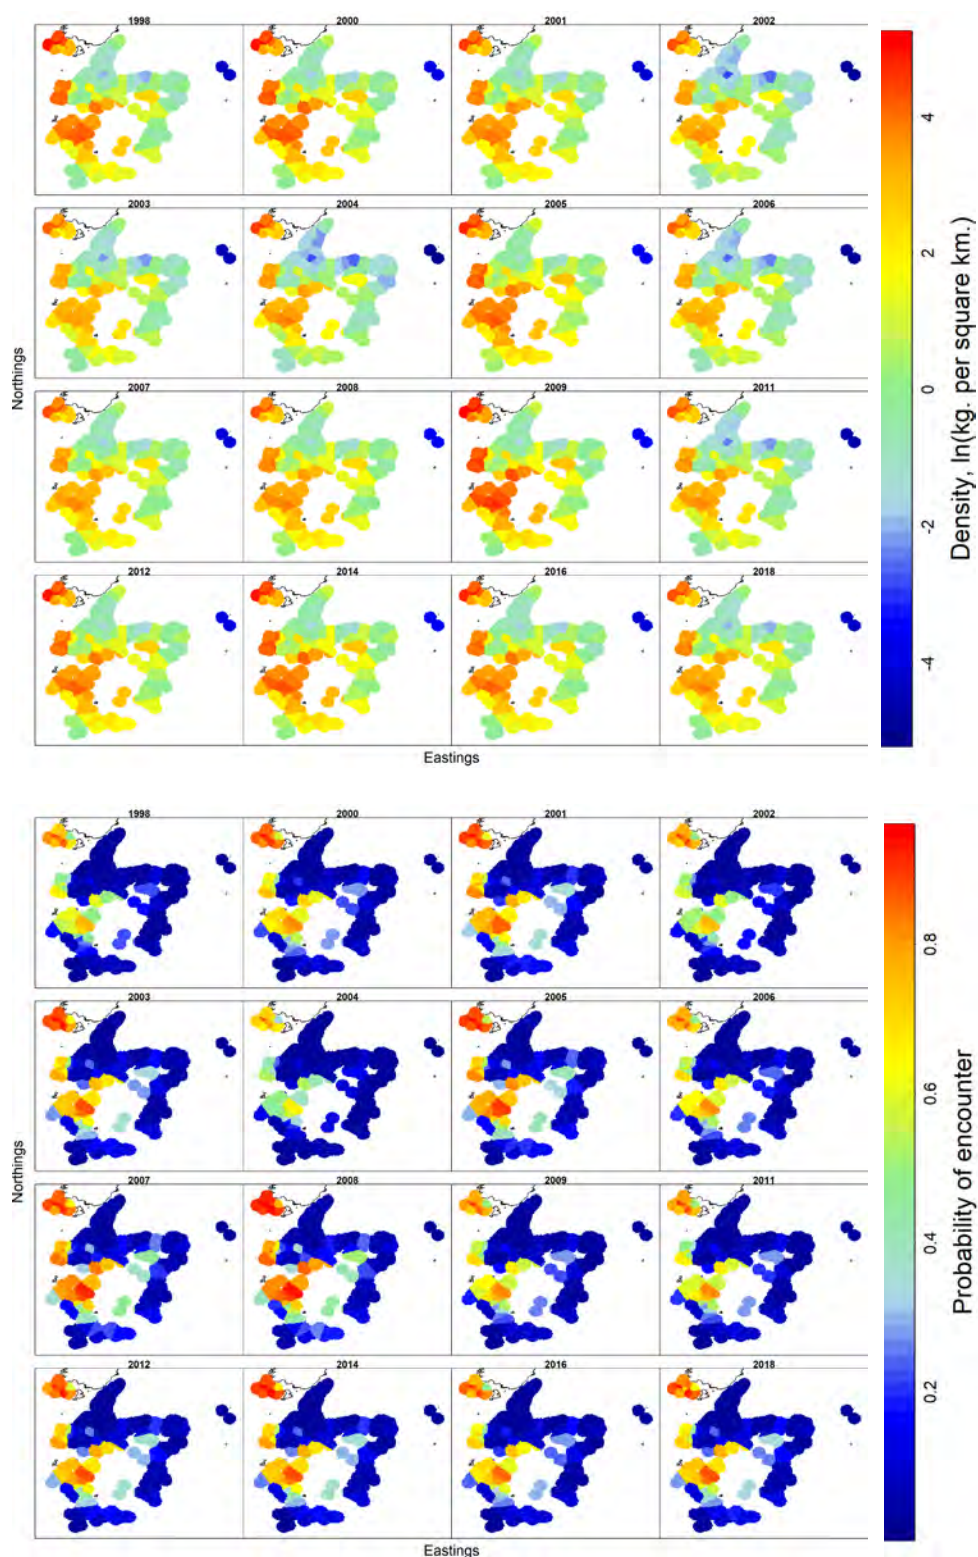 1998 2000 2001 2002
2003 2004 2005 2006
2007 2008 2009 2011
2012 2014 2016 2018
Northings
Eastings
4
2
0
-2
-4
Density, ln(kg. per square km.)
1998 2000 2001 2002
2003 2004 2005 2006
2007 2008 2009 2011
2012 2014 2016 2018
Northings
Eastings
0.8
0.6
0.4
0.2
Probability of encounter